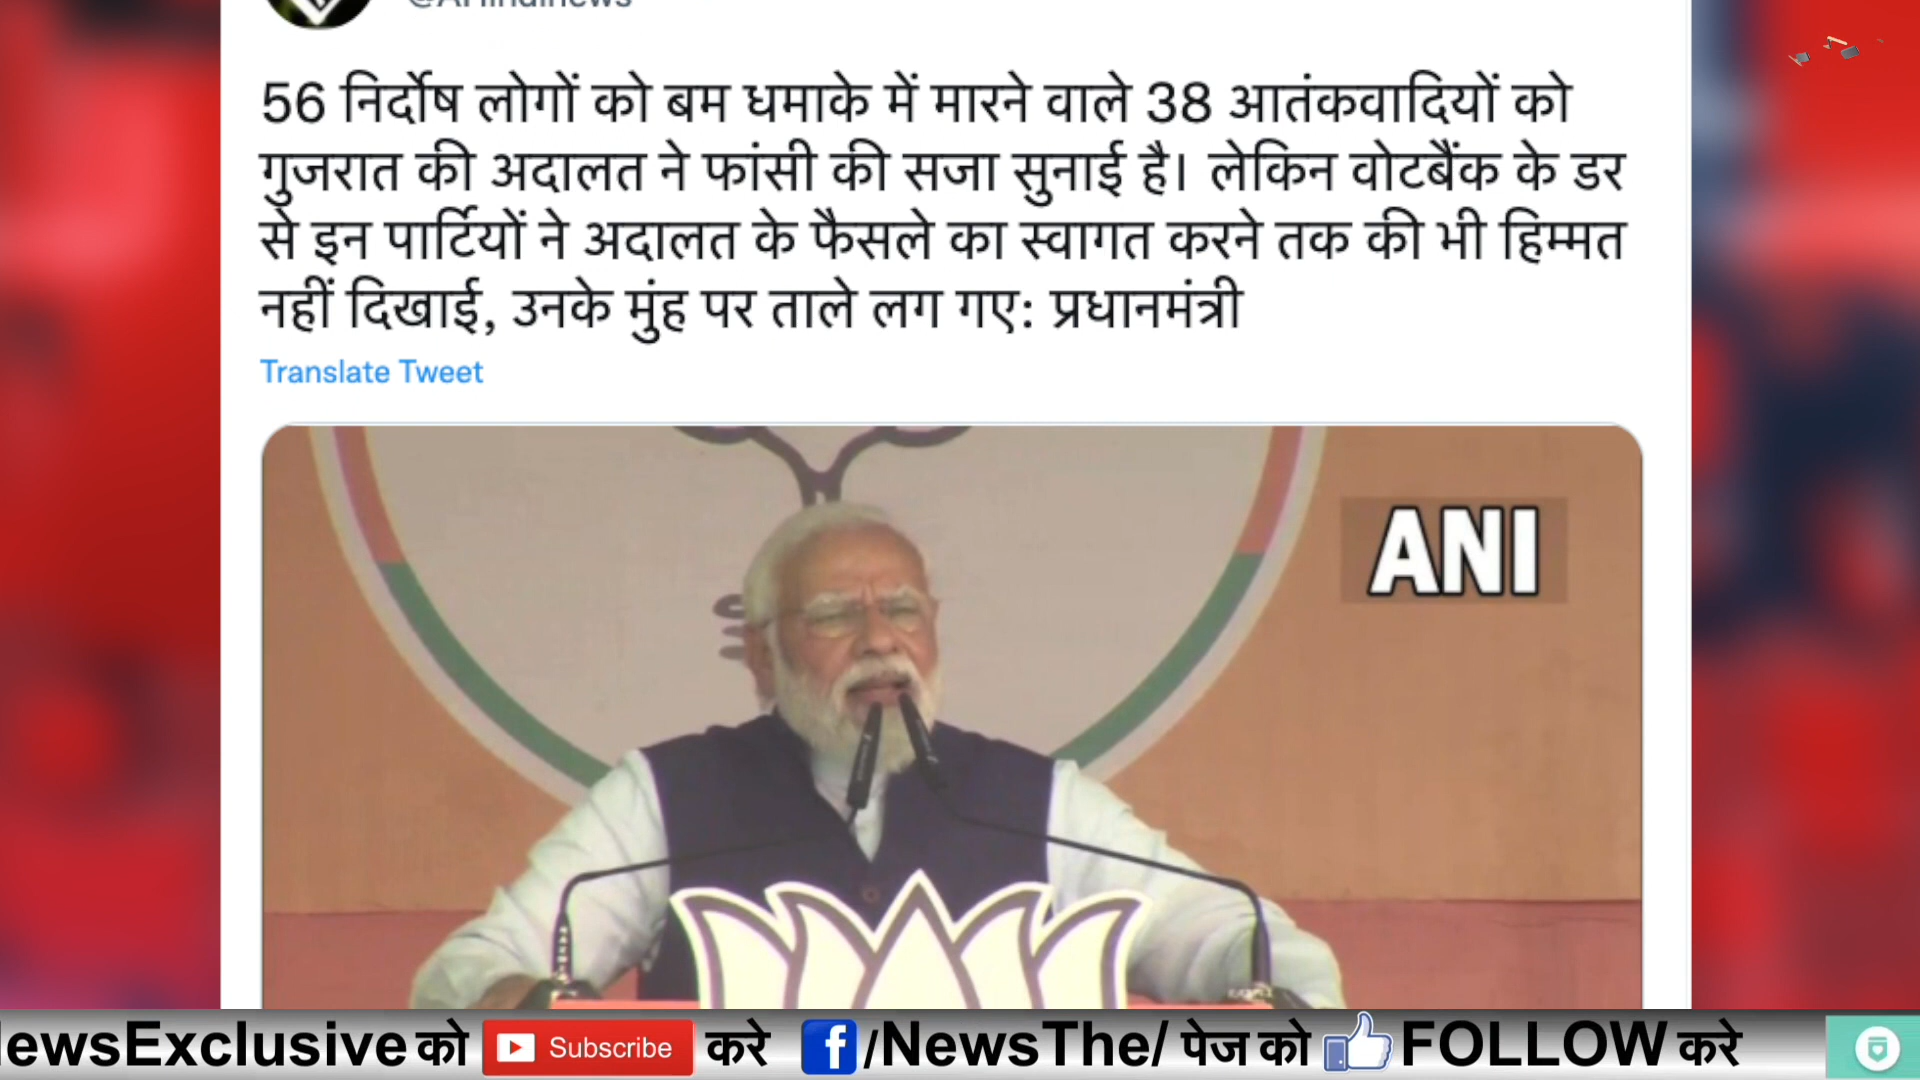 56 निर्दोष लोगों को बम धमाके में मारने वाले 38 आतंकवादियों को
गुजरात की अदालत ने फांसी की सजा सुनाई है। लेकिन वोटबैंक के डर
से इन पार्टियों ने अदालत के फैसले का स्वागत करने तक की भी हिम्मत
नहीं दिखाई, उनके मुंह पर ताले लग गए: प्रधानमंत्री
Translate Tweet
ANI
ewsExclusive को Subscribe करे /NewsThe/ पेज को FOLLOW करे